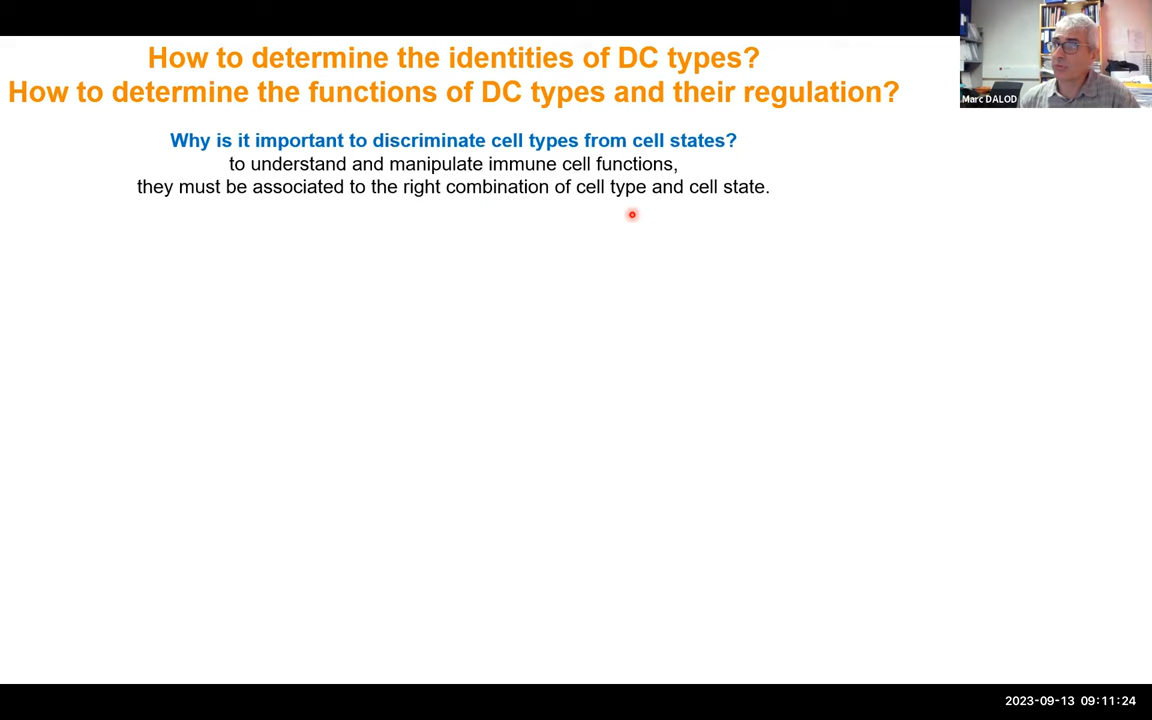 How to determine the identities of DC types?
How to determine the functions of DC types and their regulation?
Why is it important to discriminate cell types from cell states?
to understand and manipulate immune cell functions,
they must be associated to the right combination of cell type and cell state.
Marc DALOD
2023-09-13 09:11:24